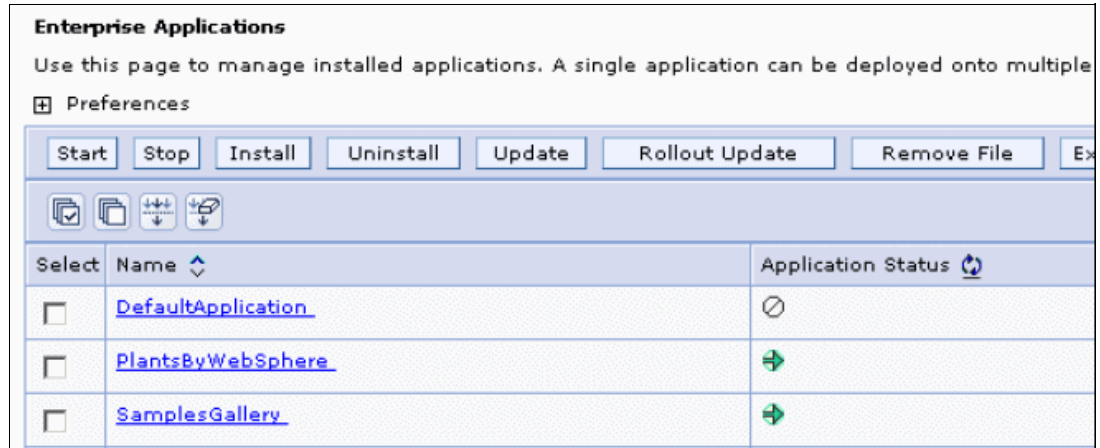 Enterprise Applications
Use this page to manage installed applications. A single application can be deployed onto multiple
Preferences
Start Stop Install Uninstall Update Rollout Update Remove File Ex
Select Name Application Status
DefaultApplication
PlantsByWebSphere
SamplesGallery